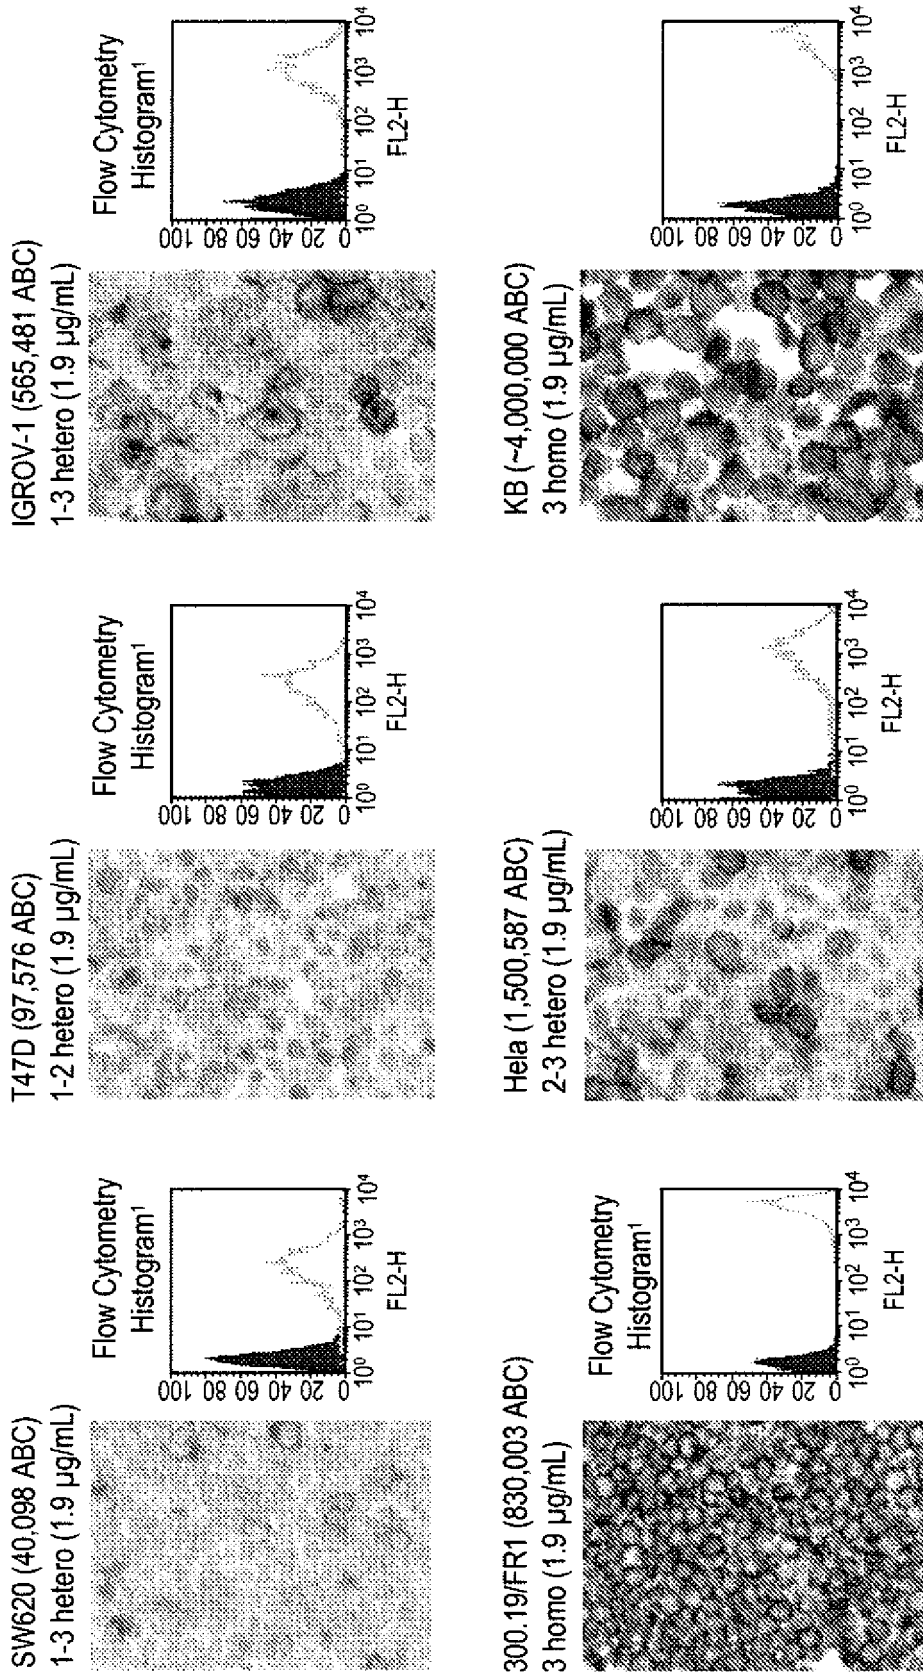 SW620 (40,098 ABC)
1-3 hetero (1.9 µg/mL)
Flow Cytometry
Histogram¹
100
80
60
40
20
0
10⁰ 10¹ 10² 10³ 10⁴
FL2-H
T47D (97,576 ABC)
1-2 hetero (1.9 µg/mL)
Flow Cytometry
Histogram¹
100
80
60
40
20
0
10⁰ 10¹ 10² 10³ 10⁴
FL2-H
IGROV-1 (565,481 ABC)
1-3 hetero (1.9 µg/mL)
Flow Cytometry
Histogram¹
100
80
60
40
20
0
10⁰ 10¹ 10² 10³ 10⁴
FL2-H
300.19/FR1 (830,003 ABC)
3 homo (1.9 µg/mL)
Flow Cytometry
Histogram¹
100
80
60
40
20
0
10⁰ 10¹ 10² 10³ 10⁴
FL2-H
Hela (1,500,587 ABC)
2-3 hetero (1.9 µg/mL)
100
80
60
40
20
0
10⁰ 10¹ 10² 10³ 10⁴
FL2-H
KB (~4,000,000 ABC)
3 homo (1.9 µg/mL)
100
80
60
40
20
0
10⁰ 10¹ 10² 10³ 10⁴
FL2-H